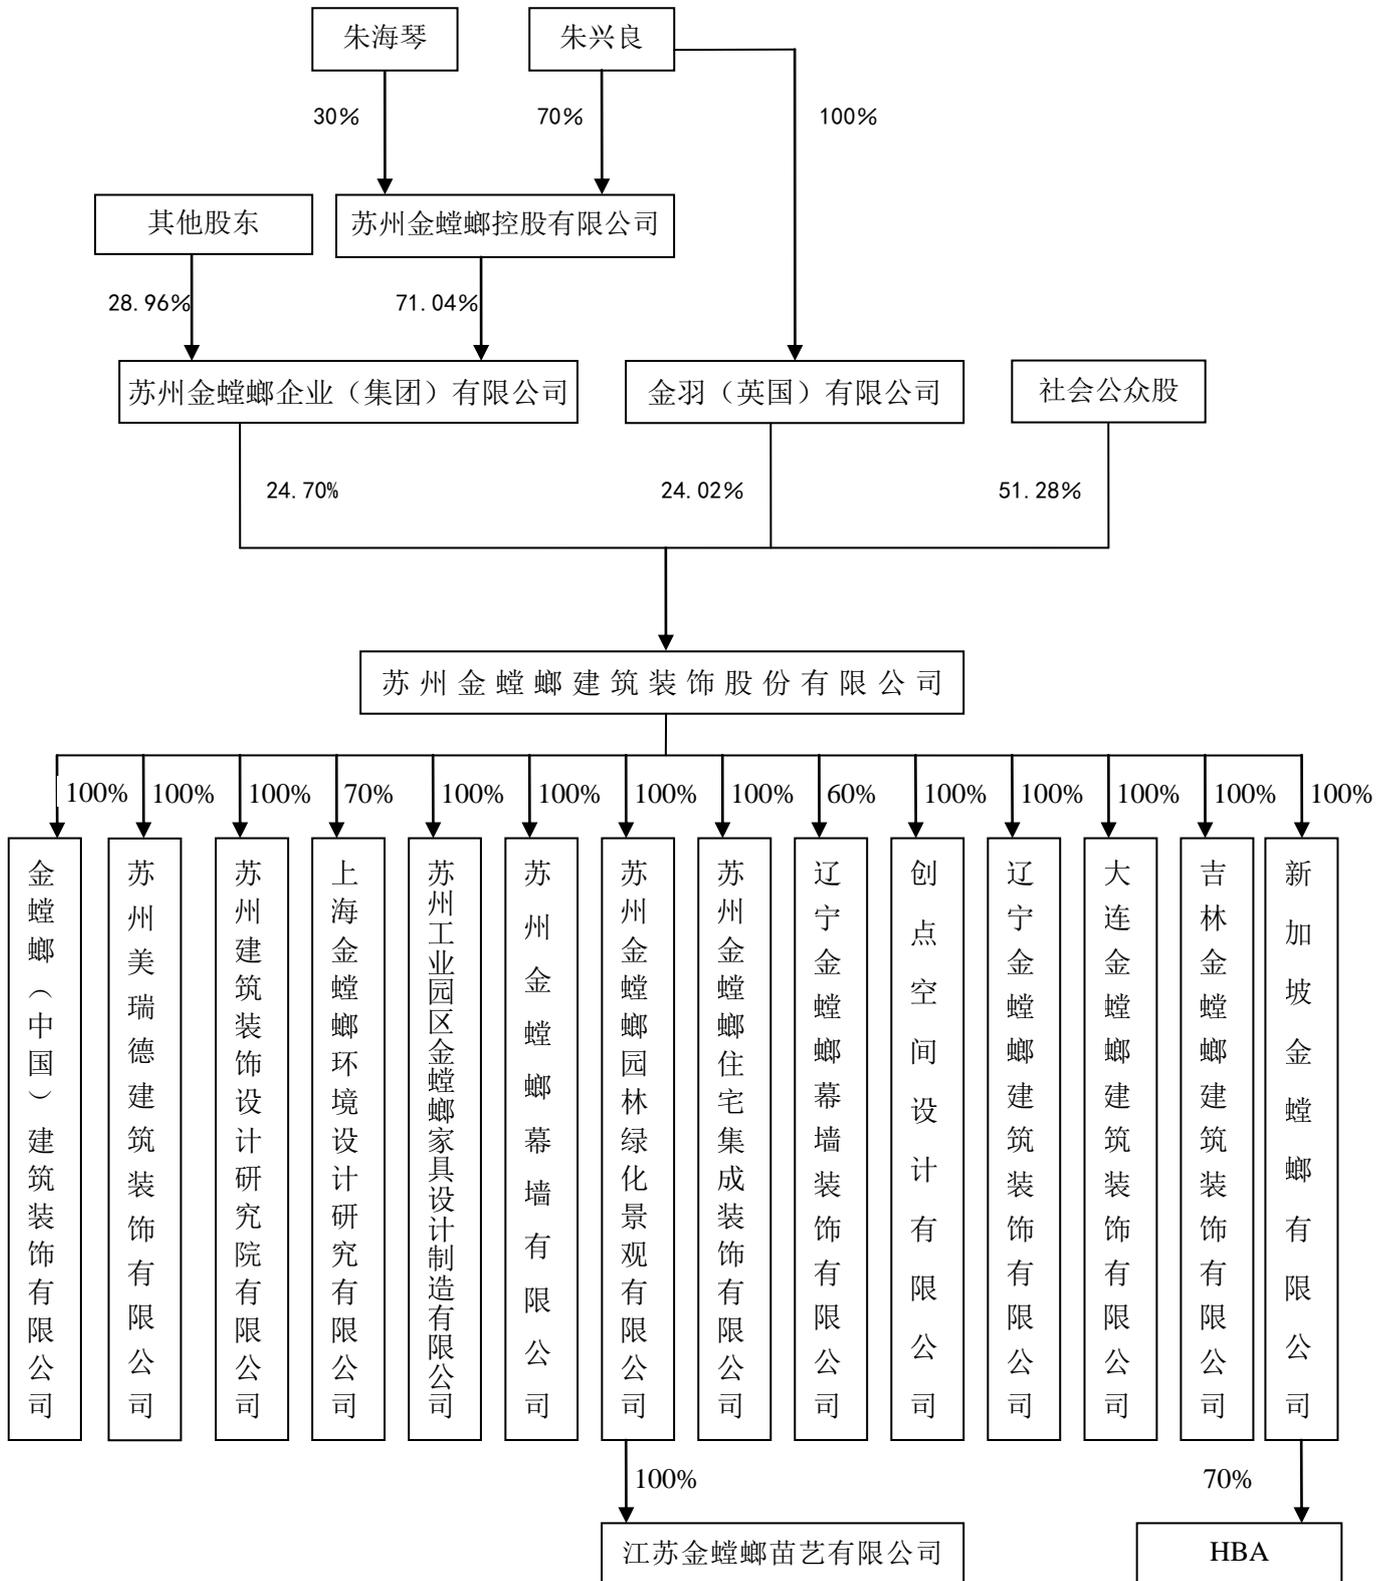 朱海琴
朱兴良
30%
70%
100%
其他股东
苏州金螳螂控股有限公司
28.96%
71.04%
苏州金螳螂企业（集团）有限公司
金羽（英国）有限公司
社会公众股
24.70%
24.02%
51.28%
苏州金螳螂建筑装饰股份有限公司
100%
100%
100%
70%
100%
100%
100%
100%
60%
100%
100%
100%
100%
100%
金螳螂（中国）建筑装饰有限公司
苏州美瑞德建筑装饰有限公司
苏州建筑装饰设计研究院有限公司
上海金螳螂环境设计研究有限公司
苏州工业园区金螳螂家具设计制造有限公司
苏州金螳螂幕墙有限公司
苏州金螳螂园林绿化景观有限公司
苏州金螳螂住宅集成装饰有限公司
辽宁金螳螂幕墙装饰有限公司
创点空间设计有限公司
辽宁金螳螂建筑装饰有限公司
大连金螳螂建筑装饰有限公司
吉林金螳螂建筑装饰有限公司
新加坡金螳螂有限公司
100%
70%
江苏金螳螂苗艺有限公司
HBA